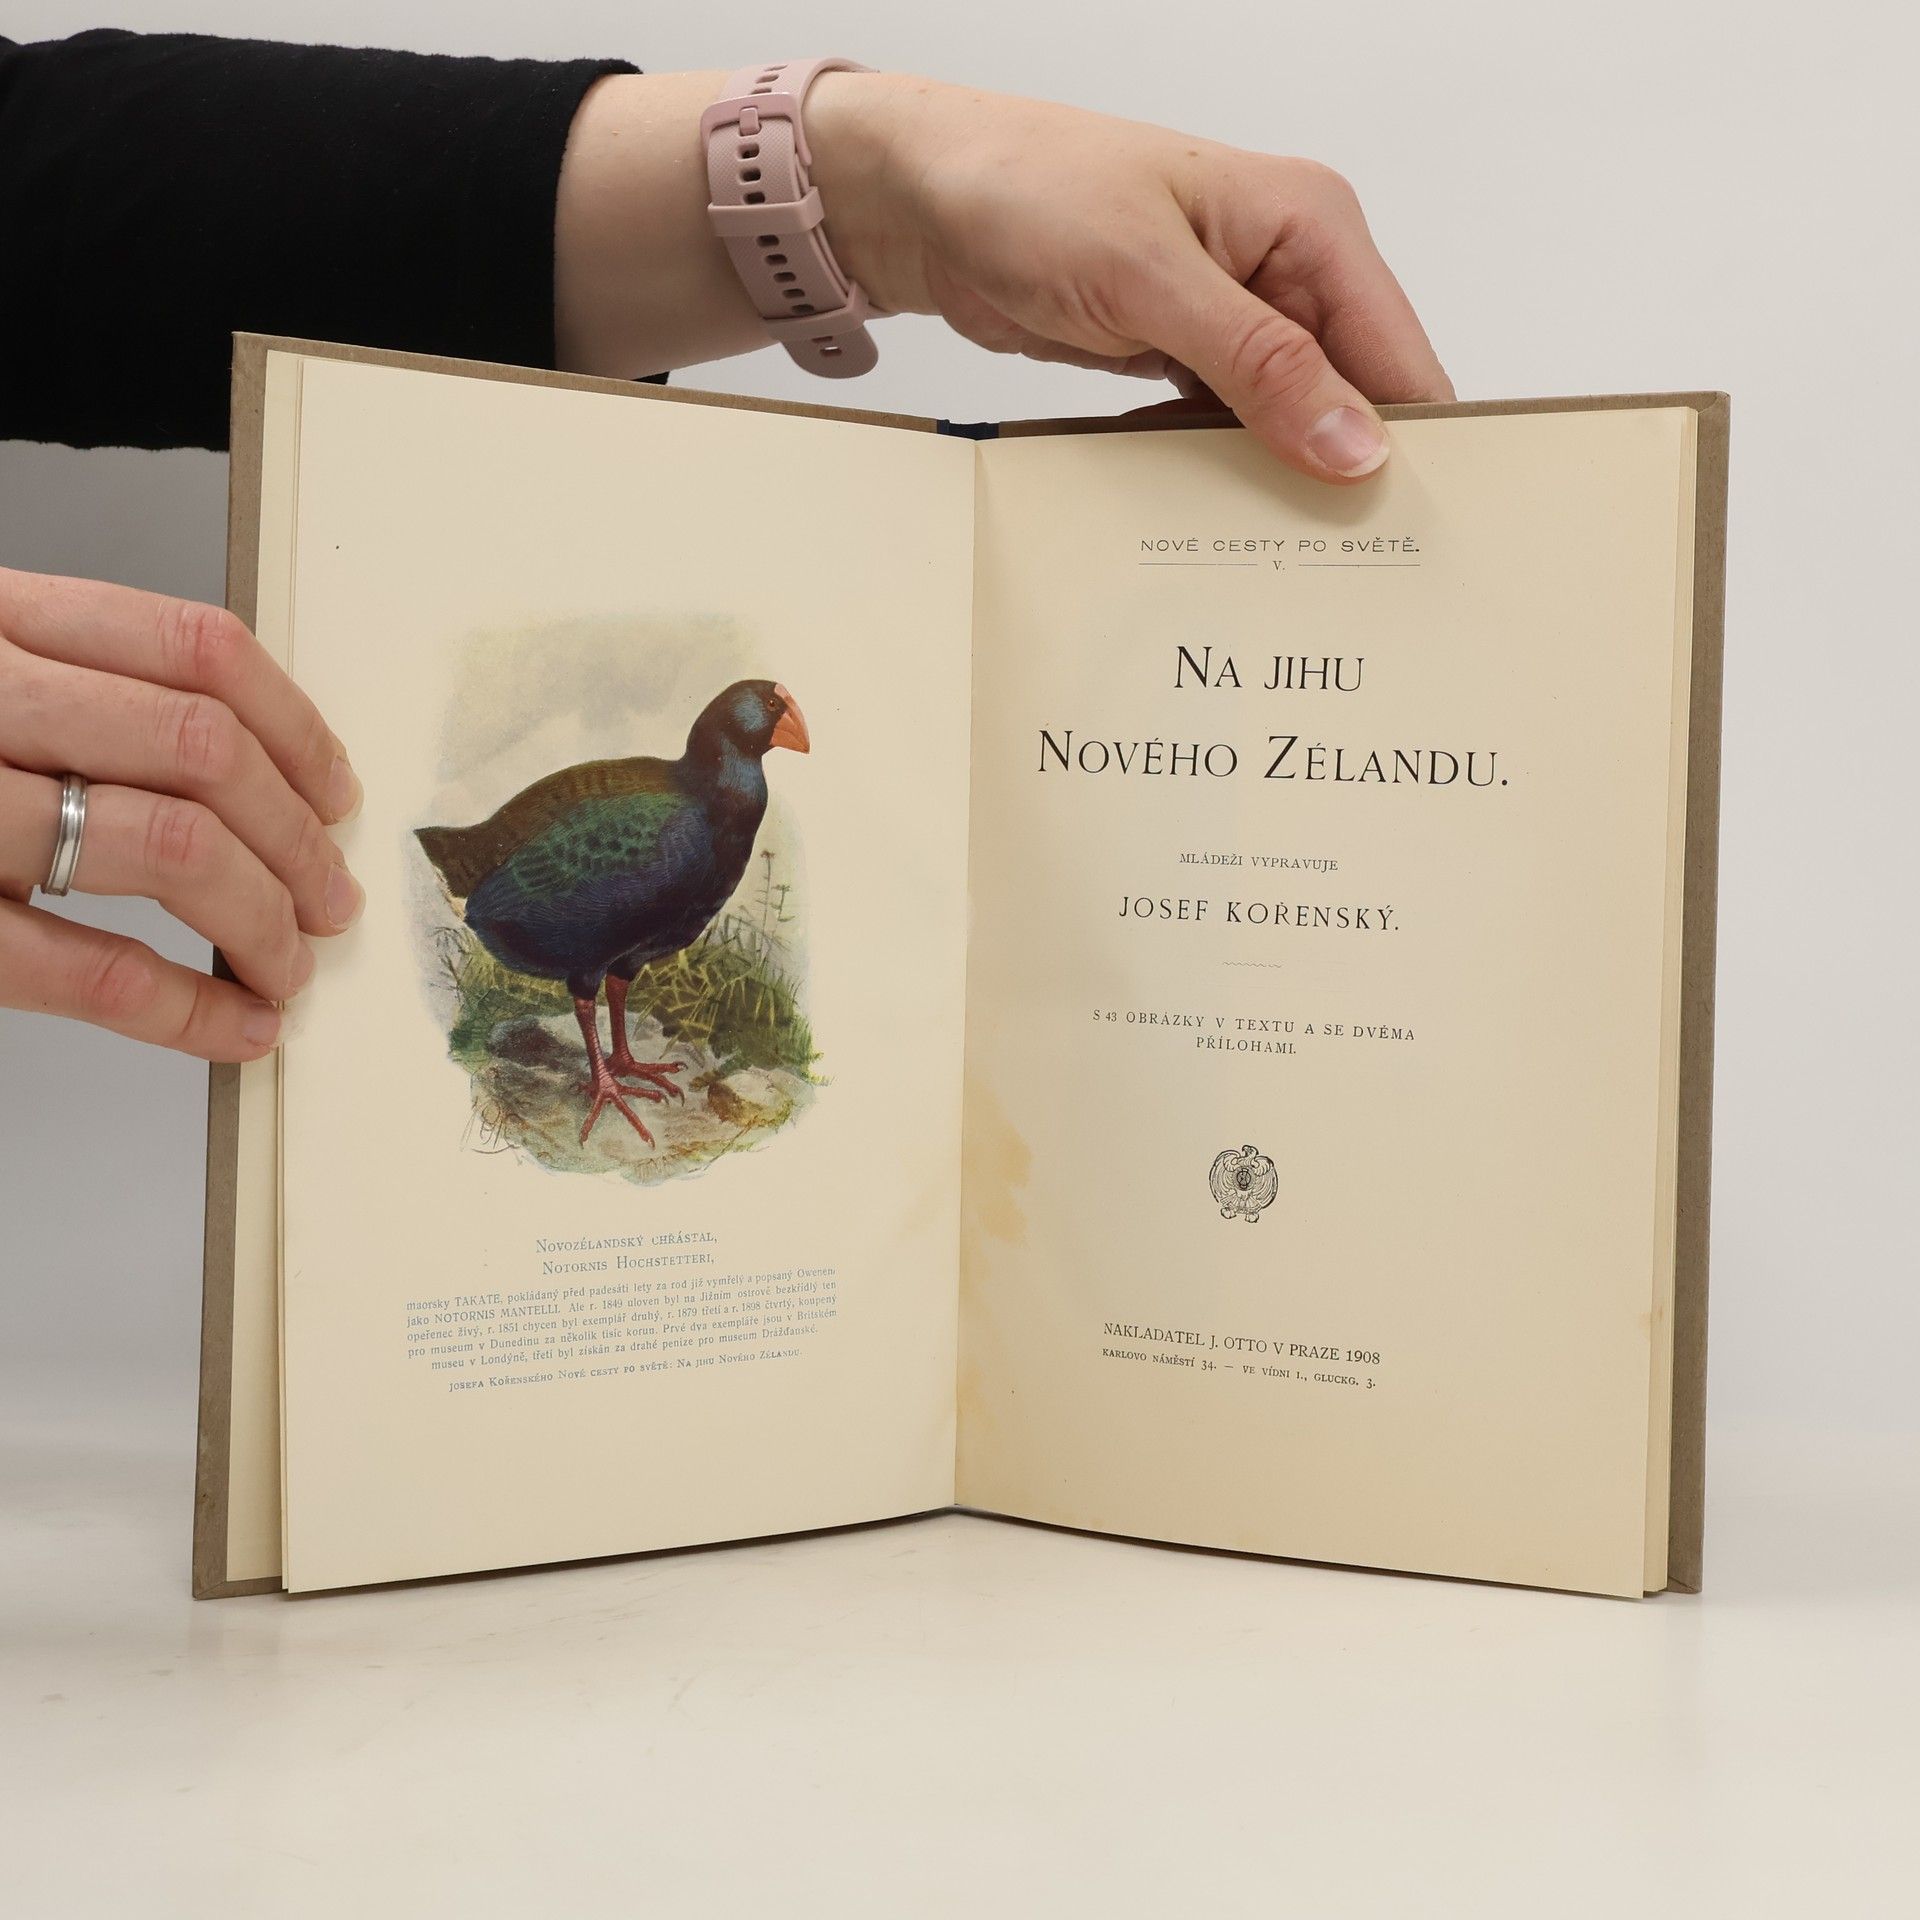 Novozélandský chřástal,
Notornis Hochstetteri,
maorsky TAKATE, pokládaný před padesáti lety za rod již vymřelý a popsaný Owenem
jako NOTORNIS MANTELLI. Ale r. 1849 uloven byl na Jižním ostrově bezkřídlý ten
opeřenec živý, r. 1851 chycen byl exemplář druhý, r. 1879 třetí a r. 1898 čtvrtý, koupený
pro museum v Dunedinu za několik tisíc korun. Prvé dva exempláře jsou v Britském
museu v Londýně, třetí byl získán za drahé peníze pro museum Drážďauské.
Josefa Kořenského Nové cesty po světě: Na jihu Nového Zélandu.
NOVÉ CESTY PO SVĚTĚ.
V.
Na jihu
Nového Zélandu.
MLÁDEŽI VYPRAVUJE
JOSEF KOŘENSKÝ.
S 43 OBRÁZKY V TEXTU A SE DVĚMA
PŘÍLOHAMI.
NAKLADATEL J. OTTO V PRAZE 1908
KARLOVO NÁMĚSTÍ 34. — VE VÍDNI I., GLUCKG. 3.